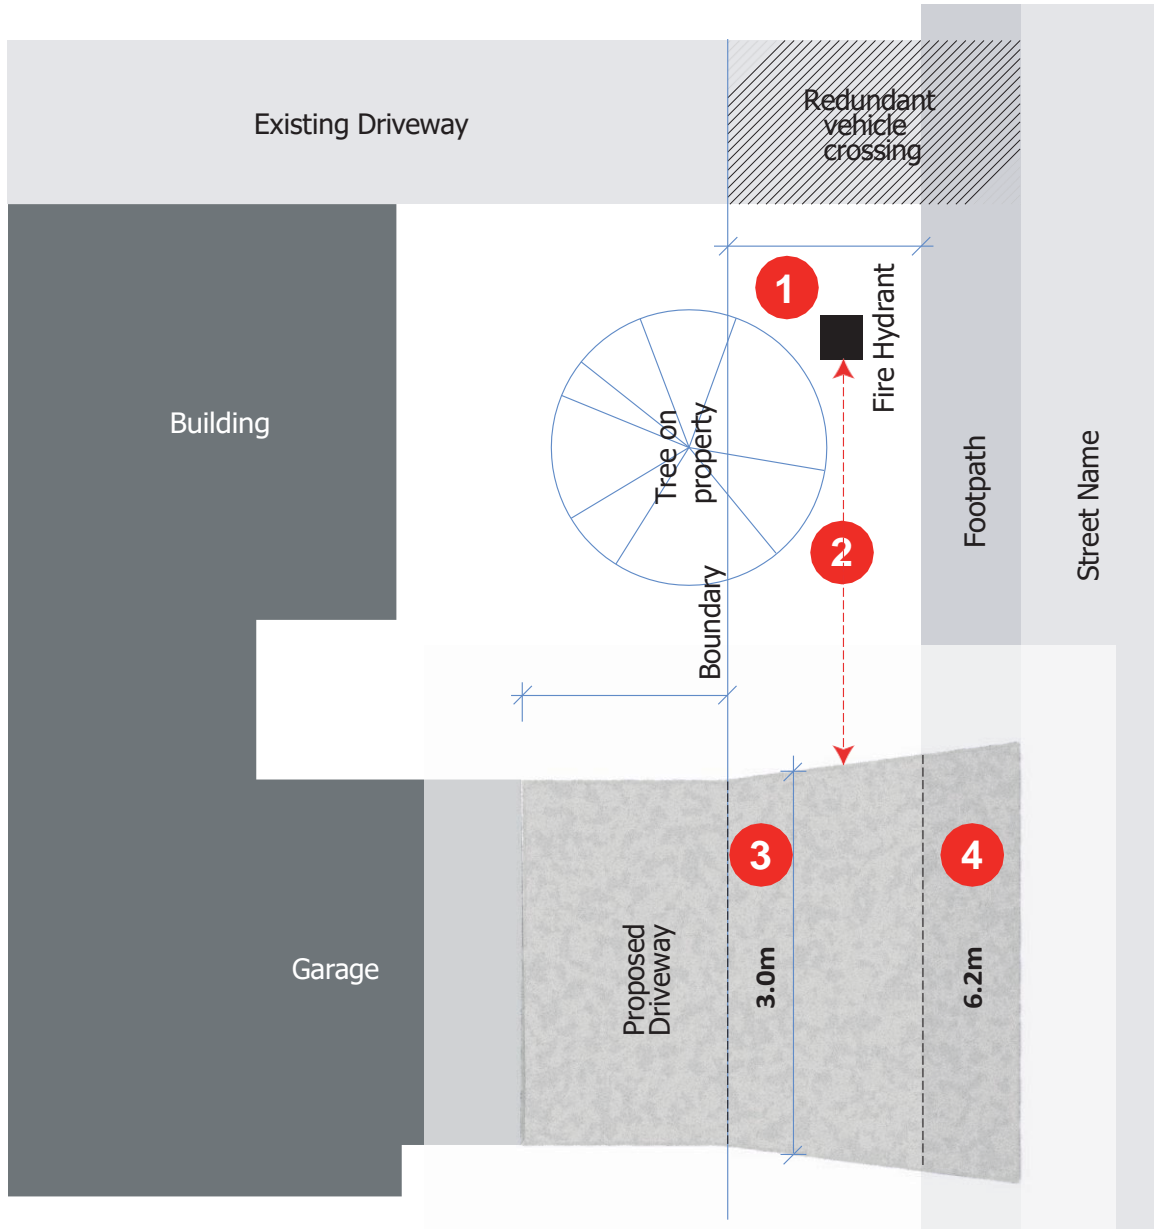 Existing Driveway
Redundant
vehicle
crossing
1
Fire Hydrant
Building
Tree on
property
Footpath
Street Name
2
Boundary
3
4
Garage
Proposed
Driveway
3.0m
6.2m